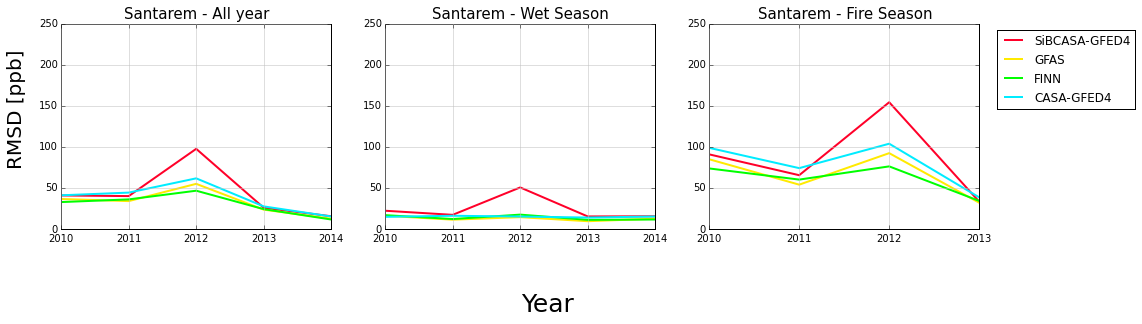 Santarem - All year
Santarem - Wet Season
Santarem - Fire Season
RMSD [ppb]
250
200
150
100
50
0
2010 2011 2012 2013 2014
250
200
150
100
50
0
2010 2011 2012 2013 2014
250
200
150
100
50
0
2010 2011 2012 2013
SiBCASA-GFED4
GFAS
FINN
CASA-GFED4
Year